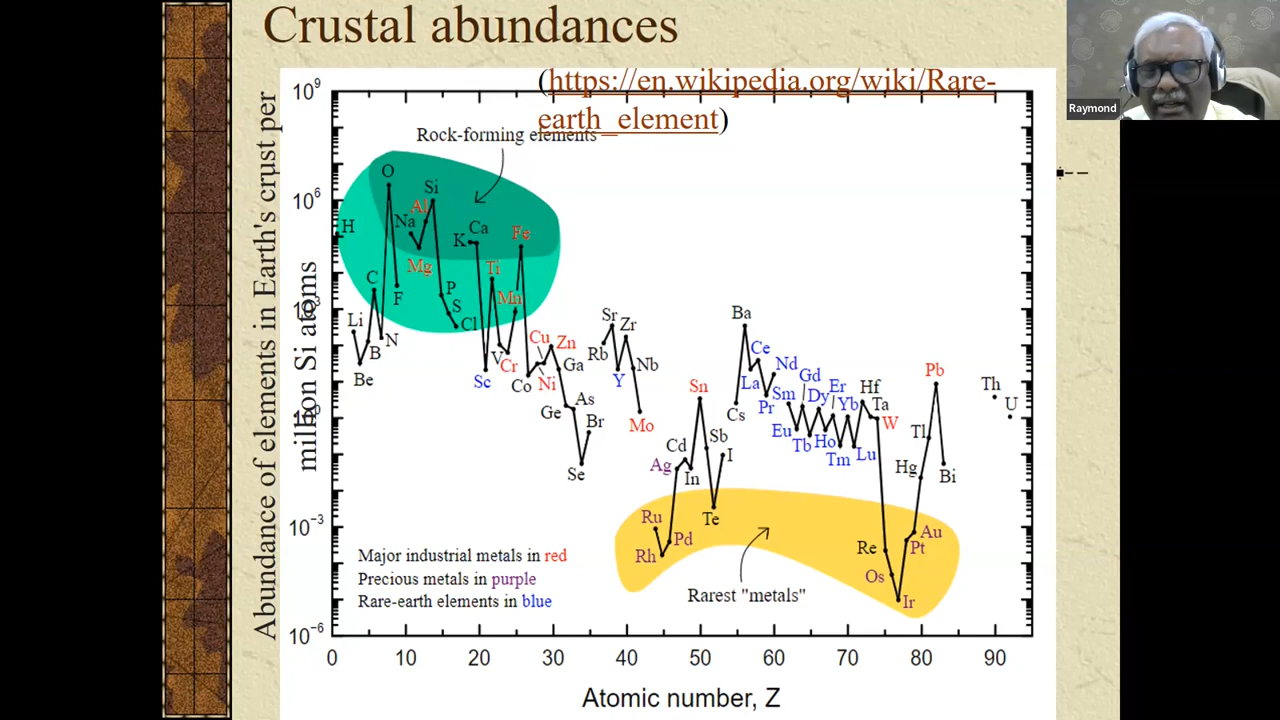 Crustal abundances
(https://en.wikipedia.org/wiki/Rare-
earth_element)
Raymond
Abundance of elements in Earth's crust per
million Si atoms
10⁹
10⁶
10³
10⁰
10⁻³
10⁻⁶
Rock-forming elements
H
Li
Be
B
C
N
O
F
Na
Mg
Al
Si
P
S
Cl
K
Ca
Sc
Ti
V
Cr
Mn
Fe
Co
Ni
Cu
Zn
Ga
Ge
As
Se
Br
Rb
Sr
Y
Zr
Nb
Mo
Ru
Rh
Pd
Ag
Cd
In
Sn
Sb
Te
I
Cs
Ba
La
Ce
Pr
Nd
Sm
Eu
Gd
Tb
Dy
Ho
Er
Tm
Yb
Lu
Hf
Ta
W
Re
Os
Ir
Pt
Au
Hg
Tl
Pb
Bi
Th
U
Rarest "metals"
Major industrial metals in red
Precious metals in purple
Rare-earth elements in blue
0 10 20 30 40 50 60 70 80 90
Atomic number, Z